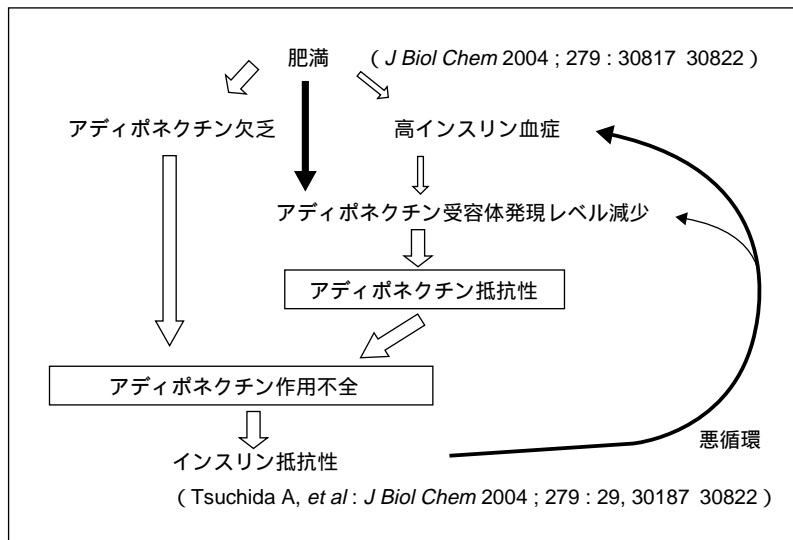 肥満 （J Biol Chem 2004 ; 279 : 30817 30822）
アディポネクチン欠乏 高インスリン血症
アディポネクチン受容体発現レベル減少
アディポネクチン抵抗性
アディポネクチン作用不全
悪循環
インスリン抵抗性
（Tsuchida A, et al : J Biol Chem 2004 ; 279 : 29, 30187 30822）